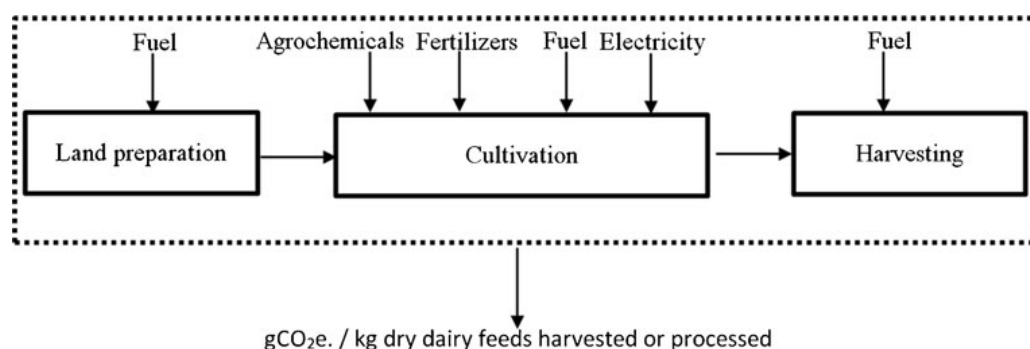 Fuel Agrochemicals Fertilizers Fuel Electricity Fuel
Land preparation Cultivation Harvesting
gCO₂e. / kg dry dairy feeds harvested or processed